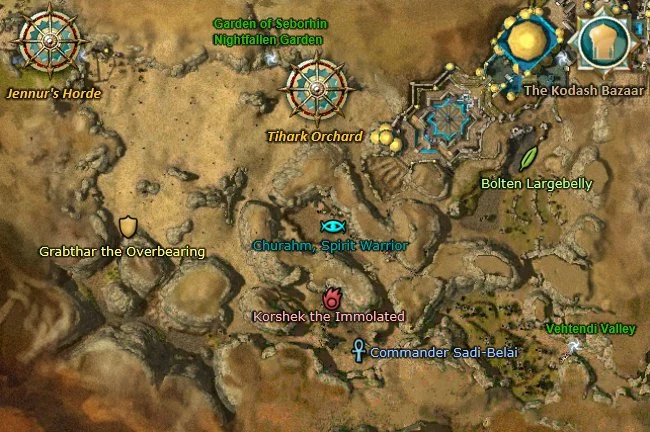 Garden of Seborhin
Nightfallen Garden
Jennur's Horde
The Kodash Bazaar
Tihark Orchard
Bolten Largebelly
Grabthar the Overbearing
Churahm, Spirit Warrior
Korshek the Immolated
Vehtendi Valley
Commander Sadi-Belai